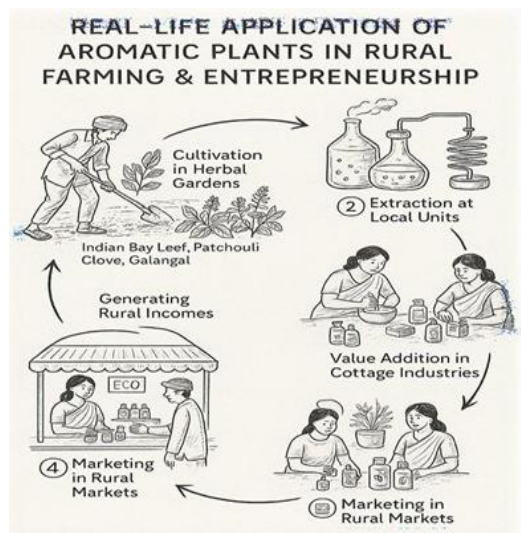 REAL-LIFE APPLICATION OF
AROMATIC PLANTS IN RURAL
FARMING & ENTREPRENEURSHIP
Cultivation
in Herbal
Gardens
Indian Bay Leef, Patchouli
Clove, Galangal
2 Extraction at
Local Units
Value Addition in
Cottage Industries
Marketing in
Rural Markets
4 Marketing
in Rural
Markets
ECO
Generating
Rural Incomes